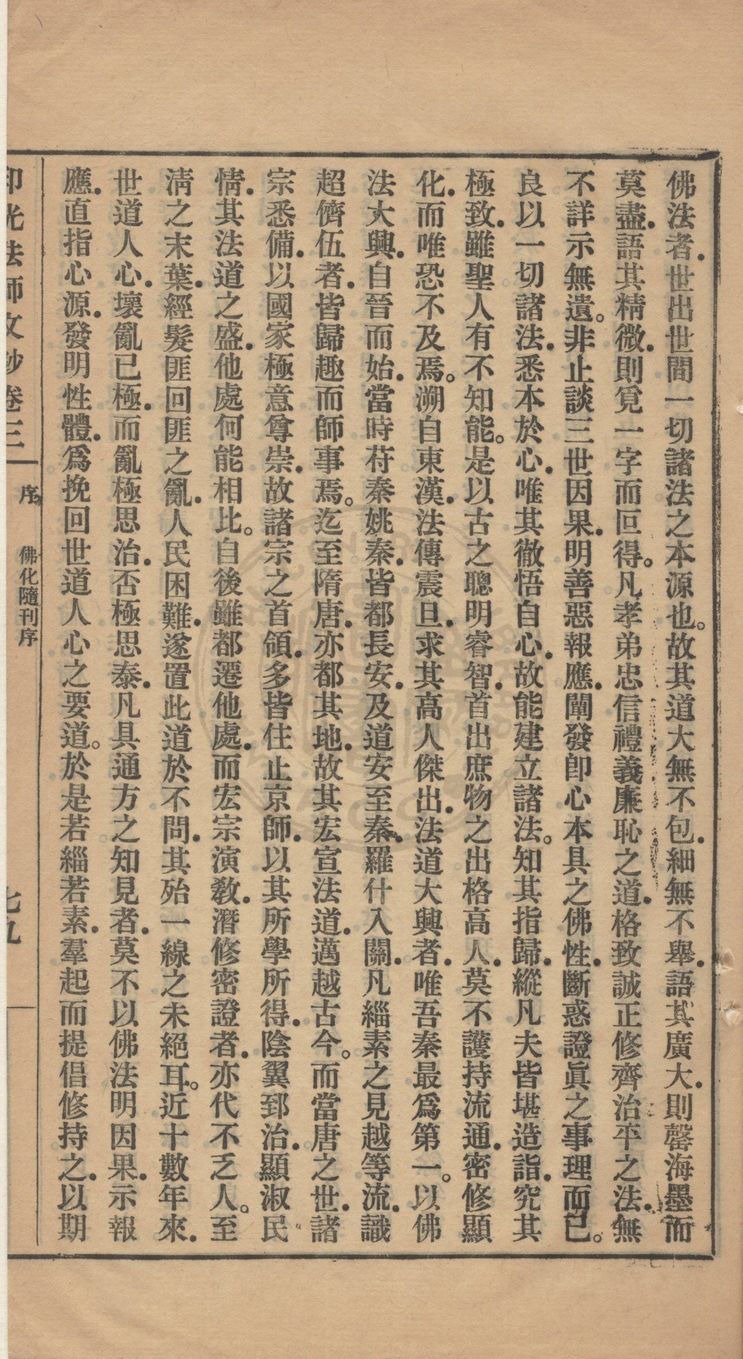 佛法者.世出世間一切諸法之本源也。故其道大無不包.細無不舉.語其廣大.則罄海墨而
莫盡.語其精微.則覓一字而叵得。凡孝弟忠信禮義廉恥之道.格致誠正修齊治平之法.無
不詳示無遺。非止談三世因果.明善惡報應.闡發卽心本具之佛性.斷惑證眞之事理而已。
良以一切諸法.悉本於心.唯其徹悟自心.故能建立諸法。知其指歸.縱凡夫皆堪造詣.究其
極致.雖聖人有不知能。是以古之聰明睿智.首出庶物之出格高人.莫不護持流通.密修顯
化.而唯恐不及焉。溯自東漢.法傳震旦.求其高人傑出.法道大興者.唯吾秦最爲第一。以佛
法大興.自晉而始.當時苻秦姚秦.皆都長安.及道安至秦.羅什入關.凡緇素之見越等流.識
超儕伍者.皆歸趣而師事焉。迄至隋唐.亦都其地.故其宏宣法道.邁越古今。而當唐之世.諸
宗悉備.以國家極意尊崇.故諸宗之首領.多皆住止京師.以其所學所得.陰翼郅治.顯淑民
情.其法道之盛.他處何能相比。自後雖都遷他處.而宏宗演敎.潛修密證者.亦代不乏人。至
淸之末葉.經髮匪回匪之亂.人民困難.遂置此道於不問.其殆一線之未絕耳。近十數年來.
世道人心.壞亂已極.而亂極思治.否極思泰.凡具通方之知見者.莫不以佛法明因果.示報
應.直指心源.發明性體.爲挽回世道人心之要道。於是若緇若素.羣起而提倡修持之.以期
印光法師文鈔卷三 序 佛化隨刊序 七九